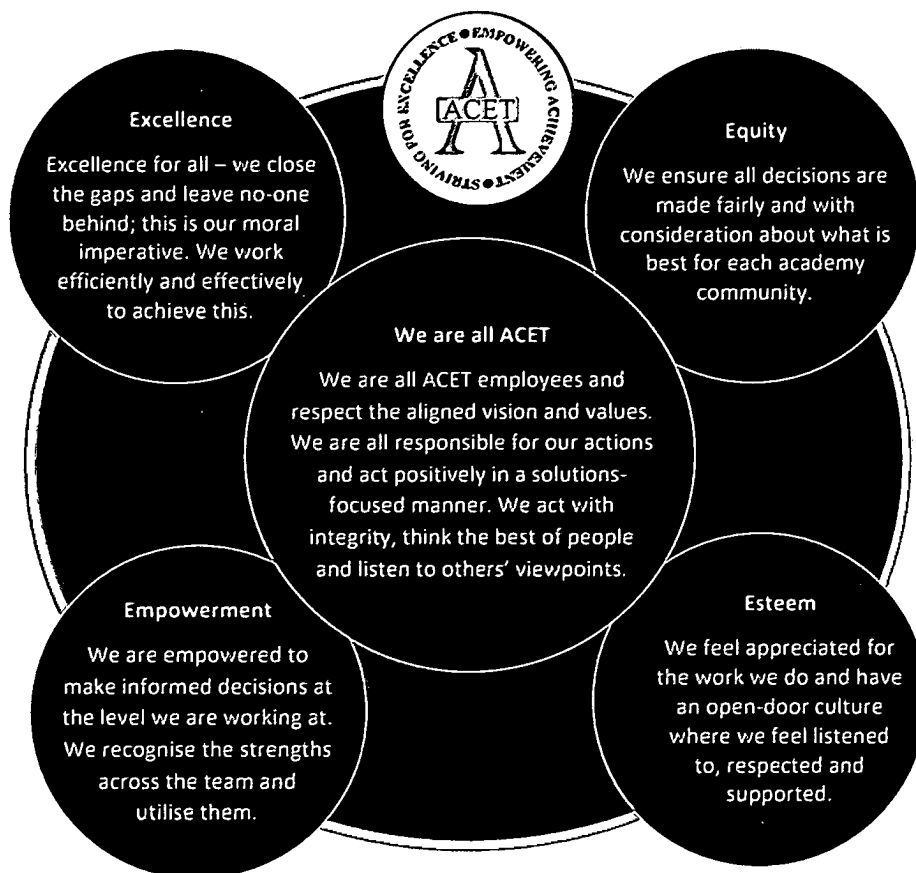 STRIVING FOR EXCELLENCE • EMPOWERING ACHIEVEMENT •
ACET
Excellence
Excellence for all – we close
the gaps and leave no-one
behind; this is our moral
imperative. We work
efficiently and effectively
to achieve this.
Equity
We ensure all decisions are
made fairly and with
consideration about what is
best for each academy
community.
We are all ACET
We are all ACET employees and
respect the aligned vision and values.
We are all responsible for our actions
and act positively in a solutions-
focused manner. We act with
integrity, think the best of people
and listen to others' viewpoints.
Empowerment
We are empowered to
make informed decisions at
the level we are working at.
We recognise the strengths
across the team and
utilise them.
Esteem
We feel appreciated for
the work we do and have
an open-door culture
where we feel listened
to, respected and
supported.